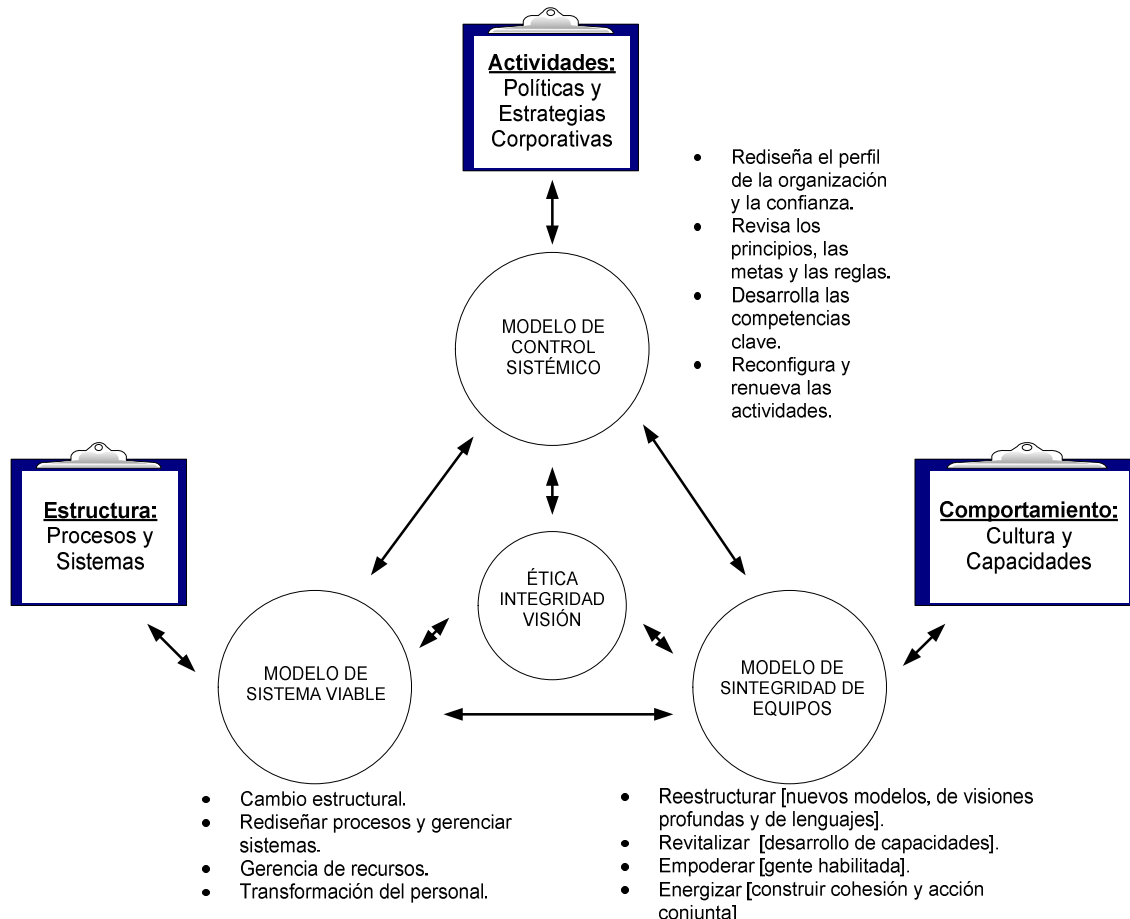 Actividades:
Políticas y
Estrategias
Corporativas
• Rediseña el perfil
de la organización
y la confianza.
• Revisa los
principios, las
metas y las reglas.
• Desarrolla las
competencias
clave.
• Reconfigura y
renueva las
actividades.
MODELO DE
CONTROL
SISTÉMICO
Estructura:
Procesos y
Sistemas
Comportamiento:
Cultura y
Capacidades
ÉTICA
INTEGRIDAD
VISIÓN
MODELO DE
SISTEMA VIABLE
MODELO DE
SINTEGRIDAD DE
EQUIPOS
• Cambio estructural.
• Rediseñar procesos y gerenciar
sistemas.
• Gerencia de recursos.
• Transformación del personal.
• Reestructurar [nuevos modelos, de visiones
profundas y de lenguajes].
• Revitalizar [desarrollo de capacidades].
• Empoderar [gente habilitada].
• Energizar [construir cohesión y acción
conjunta]